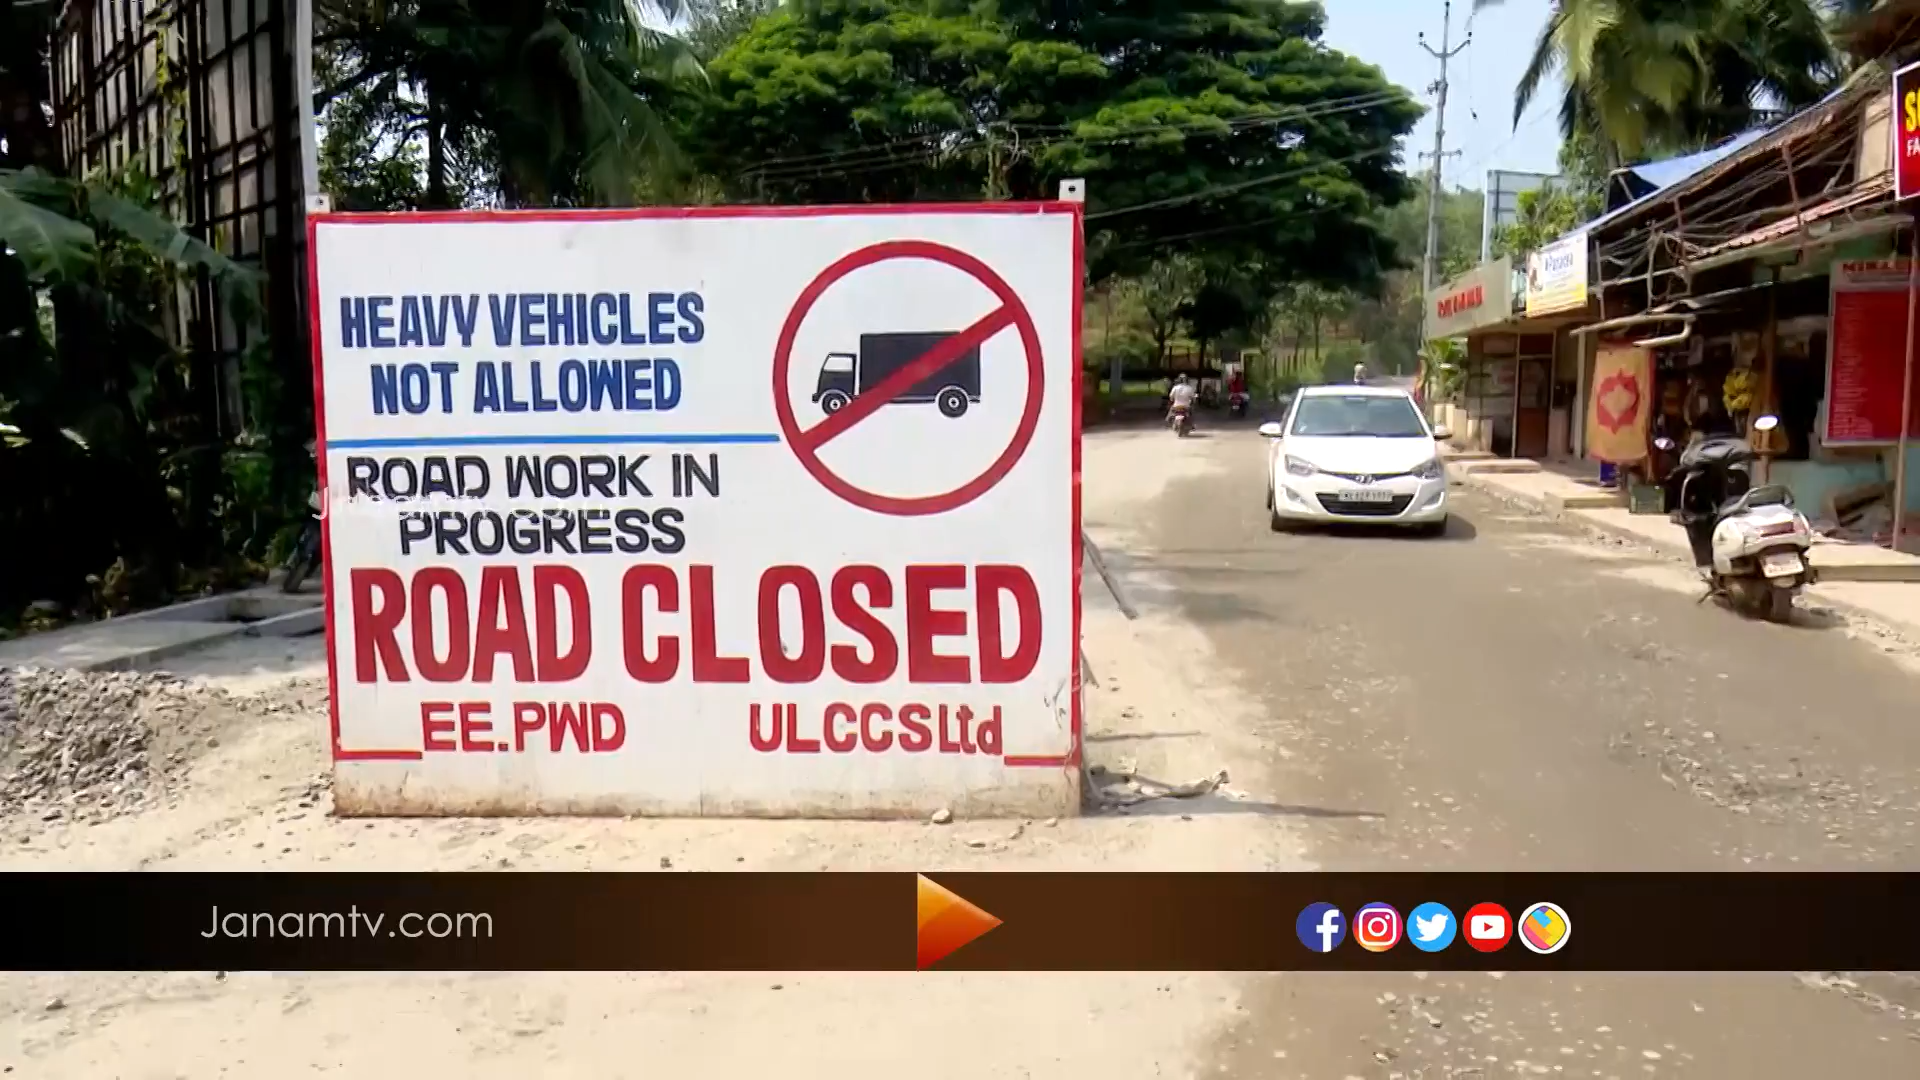 HEAVY VEHICLES
NOT ALLOWED
ROAD WORK IN
PROGRESS
ROAD CLOSED
EE.PWD ULCCS Ltd
Janamtv.com